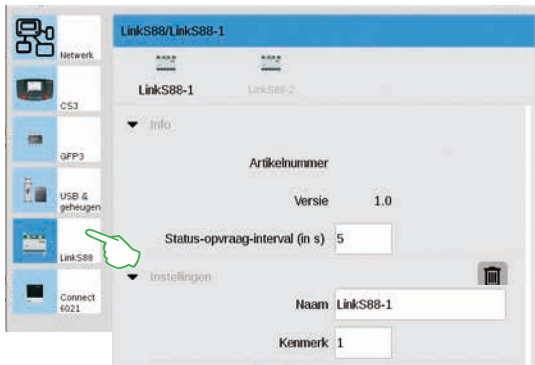 Netwerk
CS3
GFP3
USB &
geheugen
LinkS88
Connect
6021
LinkS88/LinkS88-1
LinkS88-1 LinkS88-2
Info
Artikelnummer
Versie 1.0
Status-opvraag-interval (in s) 5
Instellingen
Naam LinkS88-1
Kenmerk 1